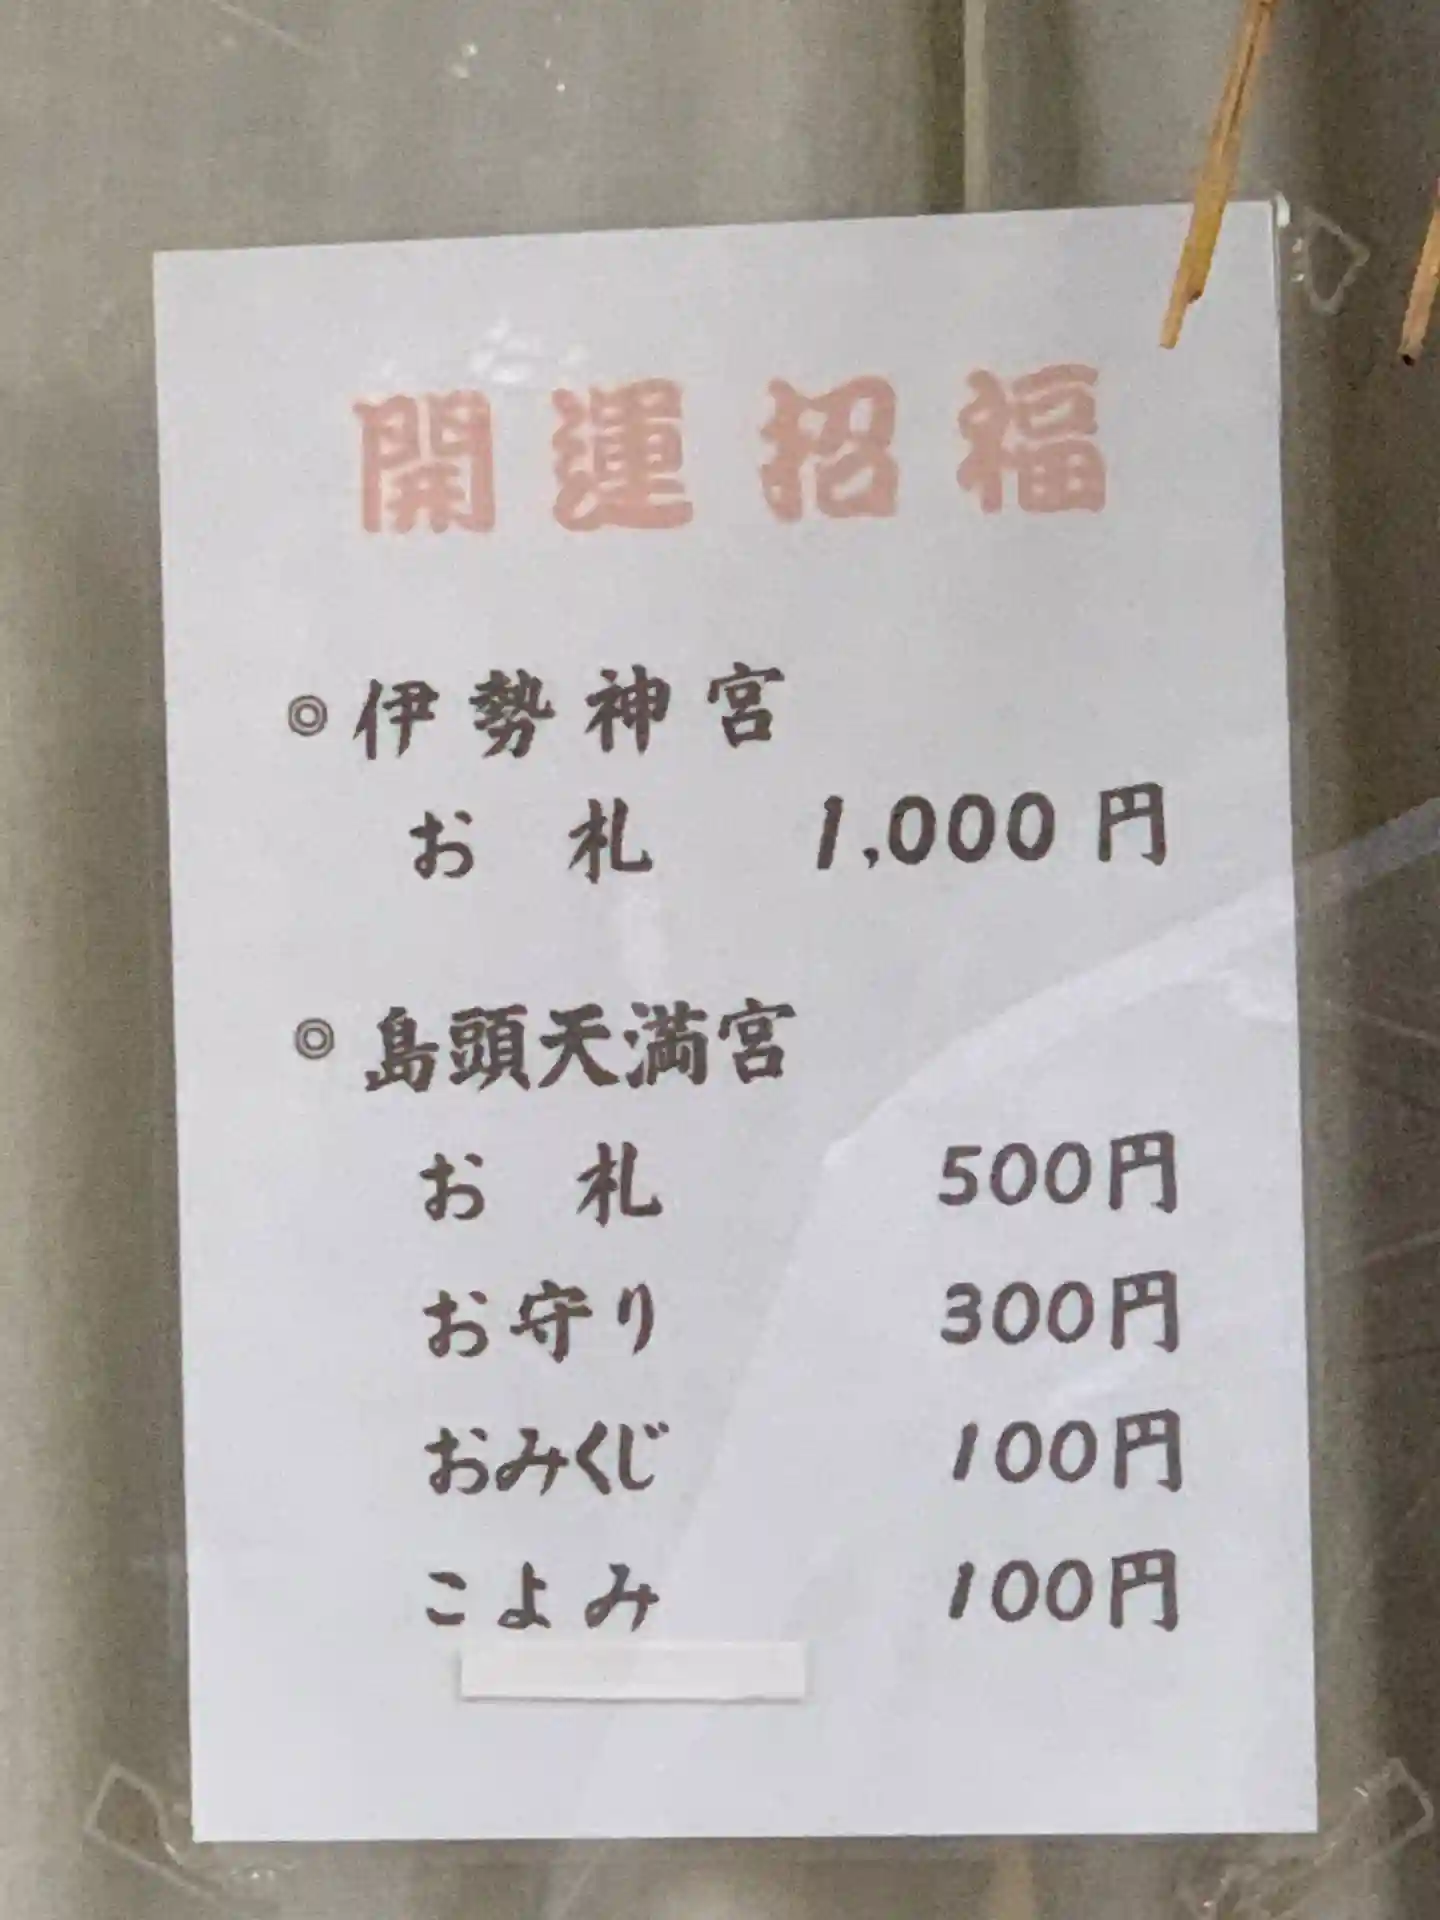 開運招福
◎伊勢神宮
お札 1,000円
◎島頭天満宮
お札 500円
お守り 300円
おみくじ 100円
こよみ 100円